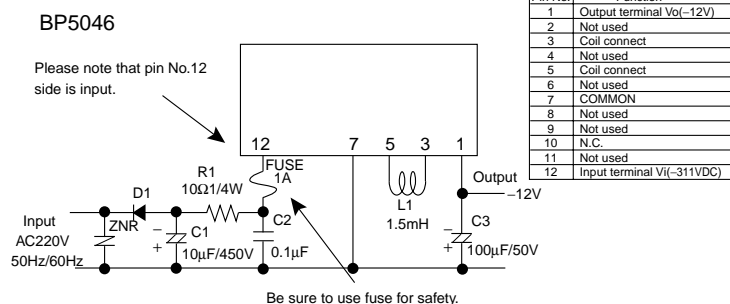 BP5046
Please note that pin No.12
side is input.
12 7 5 3 1
FUSE
1A
R1
10Ω1/4W
D1
Input
AC220V
50Hz/60Hz
ZNR
− C1
+
10μF/450V
C2
0.1μF
L1
1.5mH
Output
−12V
− C3
+
100μF/50V
Be sure to use fuse for safety.
1 Output terminal Vo(−12V)
2 Not used
3 Coil connect
4 Not used
5 Coil connect
6 Not used
7 COMMON
8 Not used
9 Not used
10 N.C.
11 Not used
12 Input terminal Vi(−311VDC)